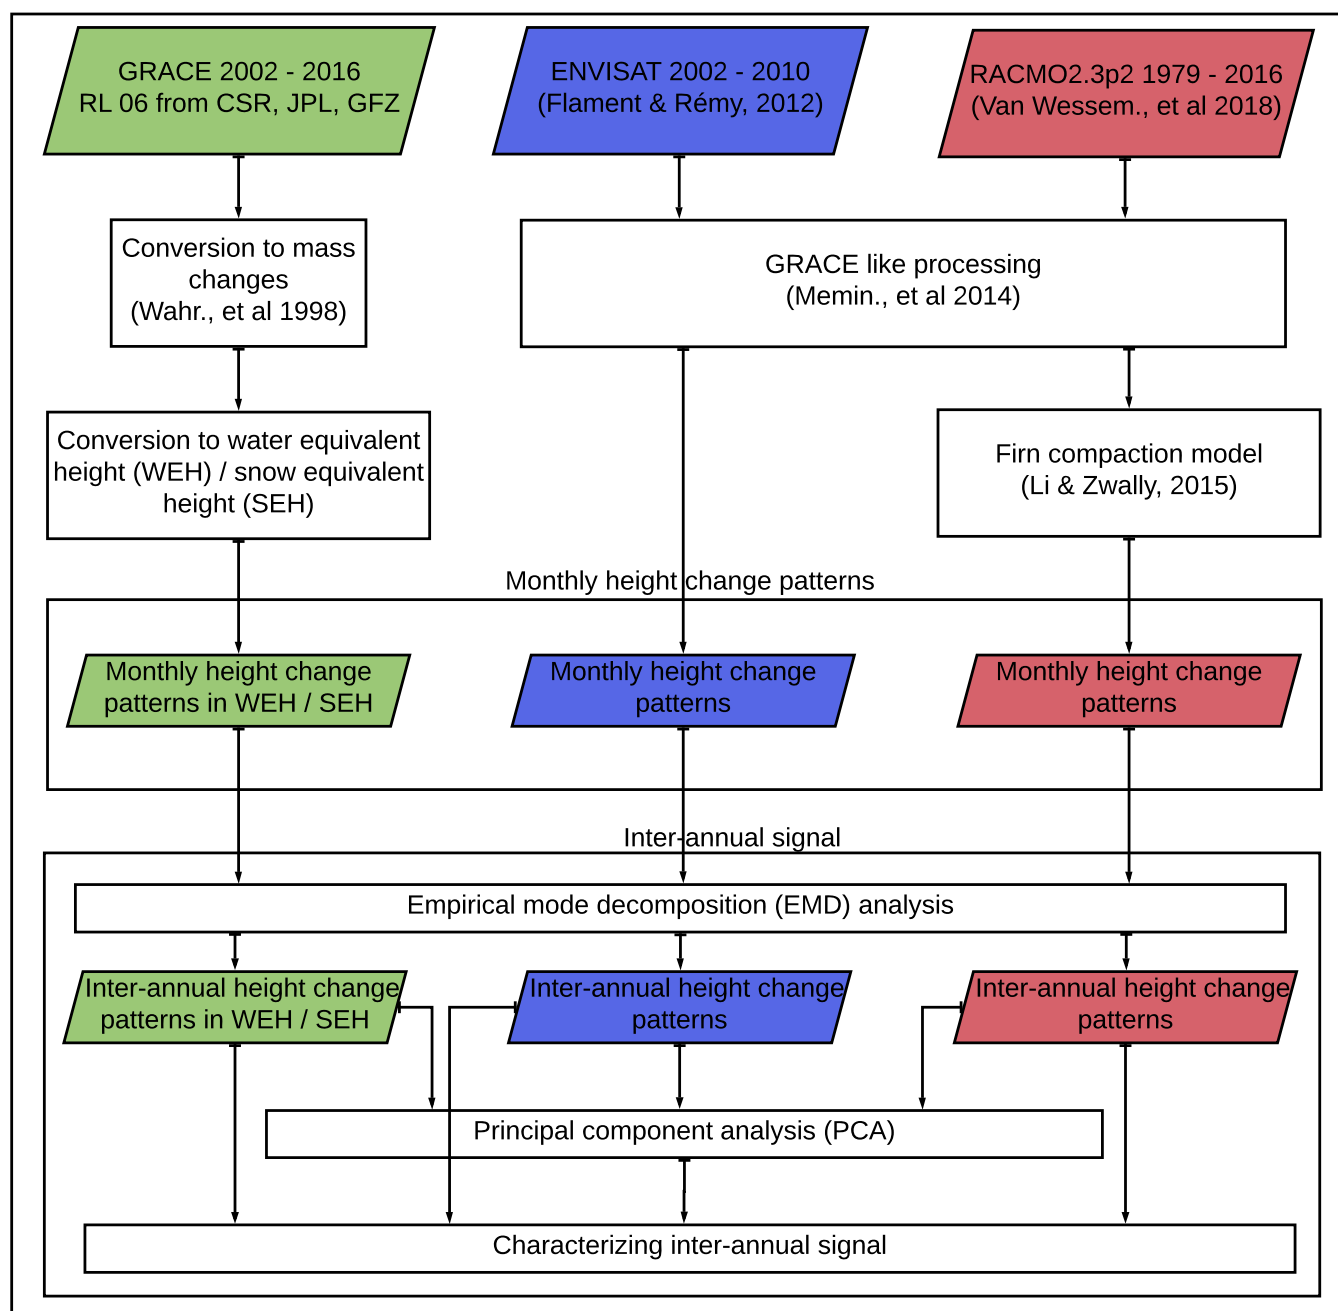 GRACE 2002 - 2016
RL 06 from CSR, JPL, GFZ
ENVISAT 2002 - 2010
(Flament & Rémy, 2012)
RACMO2.3p2 1979 - 2016
(Van Wessem., et al 2018)
Conversion to mass
changes
(Wahr., et al 1998)
GRACE like processing
(Memin., et al 2014)
Conversion to water equivalent
height (WEH) / snow equivalent
height (SEH)
Firn compaction model
(Li & Zwally, 2015)
Monthly height change patterns
Monthly height change
patterns in WEH / SEH
Monthly height change
patterns
Monthly height change
patterns
Inter-annual signal
Empirical mode decomposition (EMD) analysis
Inter-annual height change
patterns in WEH / SEH
Inter-annual height change
patterns
Inter-annual height change
patterns
Principal component analysis (PCA)
Characterizing inter-annual signal